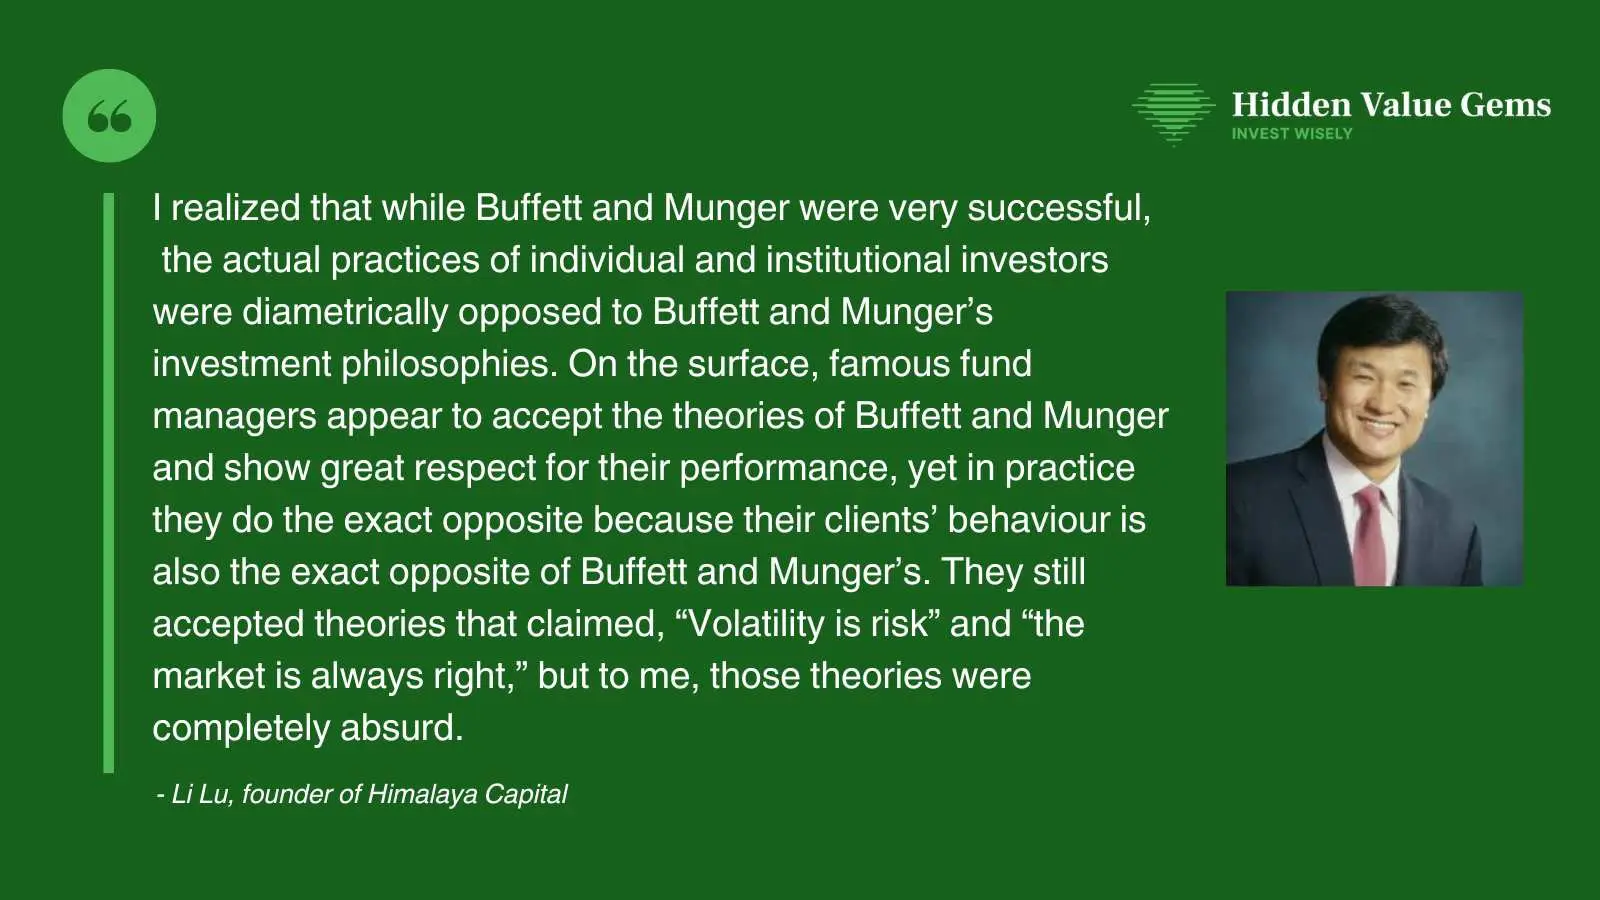 Hidden Value Gems
INVEST WISELY
I realized that while Buffett and Munger were very successful,
the actual practices of individual and institutional investors
were diametrically opposed to Buffett and Munger’s
investment philosophies. On the surface, famous fund
managers appear to accept the theories of Buffett and Munger
and show great respect for their performance, yet in practice
they do the exact opposite because their clients’ behaviour is
also the exact opposite of Buffett and Munger’s. They still
accepted theories that claimed, “Volatility is risk” and “the
market is always right,” but to me, those theories were
completely absurd.
- Li Lu, founder of Himalaya Capital